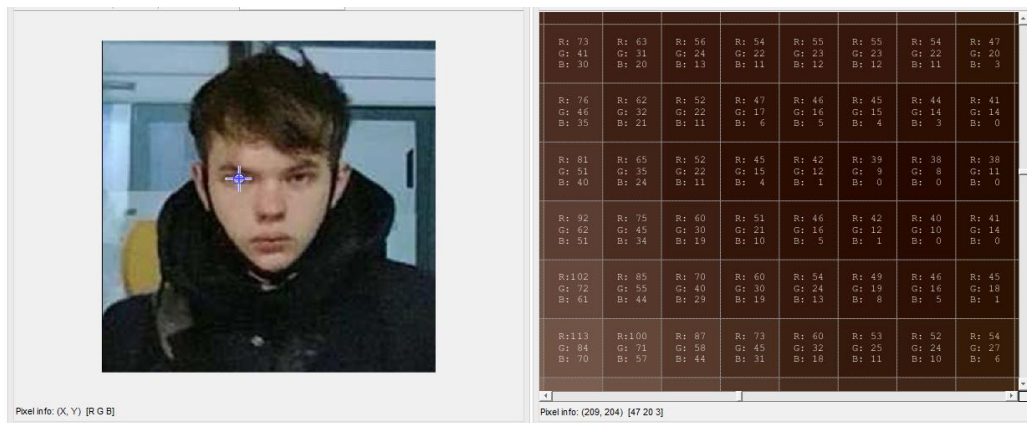 R: 73 R: 63 R: 56 R: 54 R: 55 R: 55 R: 54 R: 47
G: 41 G: 31 G: 24 G: 22 G: 23 G: 23 G: 22 G: 20
B: 30 B: 20 B: 13 B: 11 B: 12 B: 12 B: 11 B: 3
R: 76 R: 62 R: 52 R: 47 R: 46 R: 45 R: 44 R: 41
G: 46 G: 32 G: 22 G: 17 G: 16 G: 15 G: 14 G: 14
B: 35 B: 21 B: 11 B: 6 B: 5 B: 4 B: 3 B: 0
R: 81 R: 65 R: 52 R: 45 R: 42 R: 39 R: 38 R: 38
G: 51 G: 35 G: 22 G: 15 G: 12 G: 9 G: 8 G: 11
B: 40 B: 24 B: 11 B: 4 B: 1 B: 0 B: 0 B: 0
R: 92 R: 75 R: 60 R: 51 R: 46 R: 42 R: 40 R: 41
G: 62 G: 45 G: 30 G: 21 G: 16 G: 12 G: 10 G: 14
B: 51 B: 34 B: 19 B: 10 B: 5 B: 1 B: 0 B: 0
R:102 R: 85 R: 70 R: 60 R: 54 R: 49 R: 46 R: 45
G: 72 G: 55 G: 40 G: 30 G: 24 G: 19 G: 16 G: 18
B: 61 B: 44 B: 29 B: 19 B: 13 B: 8 B: 5 B: 1
R:113 R:100 R: 87 R: 73 R: 60 R: 53 R: 52 R: 54
G: 84 G: 71 G: 58 G: 45 G: 32 G: 25 G: 24 G: 27
B: 70 B: 57 B: 44 B: 31 B: 18 B: 11 B: 10 B: 6
Pixel info: (X, Y) [R G B]
Pixel info: (209, 204) [47 20 3]